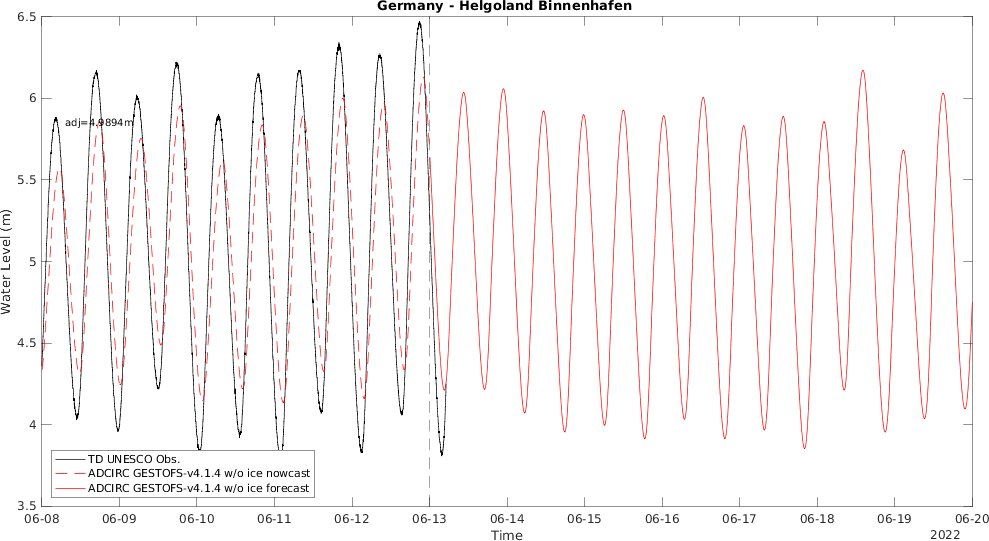 Germany - Helgoland Binnenhafen
6.5
6
5.5
5
4.5
4
3.5
Water Level (m)
adj=4.9894m
TD UNESCO Obs.
ADCIRC GESTOFS-v4.1.4 w/o ice nowcast
ADCIRC GESTOFS-v4.1.4 w/o ice forecast
06-08 06-09 06-10 06-11 06-12 06-13 06-14 06-15 06-16 06-17 06-18 06-19 06-20
Time
2022